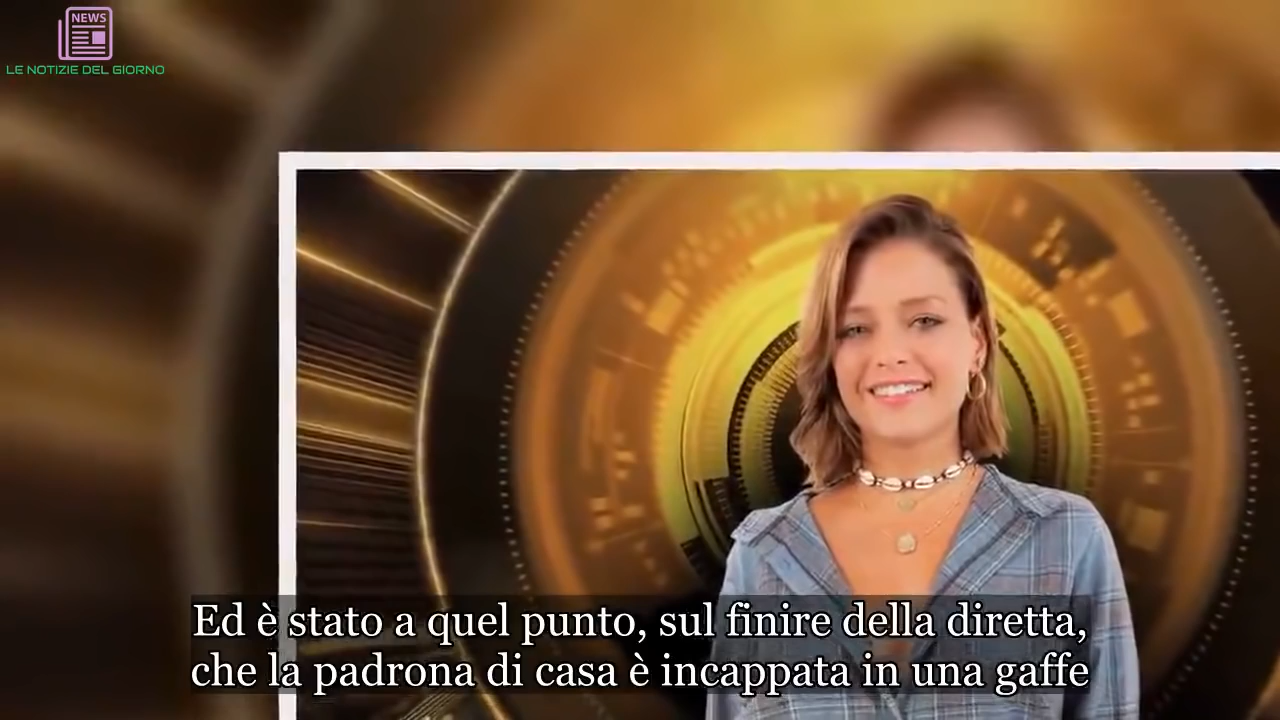 NEWS
LE NOTIZIE DEL GIORNO
Ed è stato a quel punto, sul finire della diretta,
che la padrona di casa è incappata in una gaffe